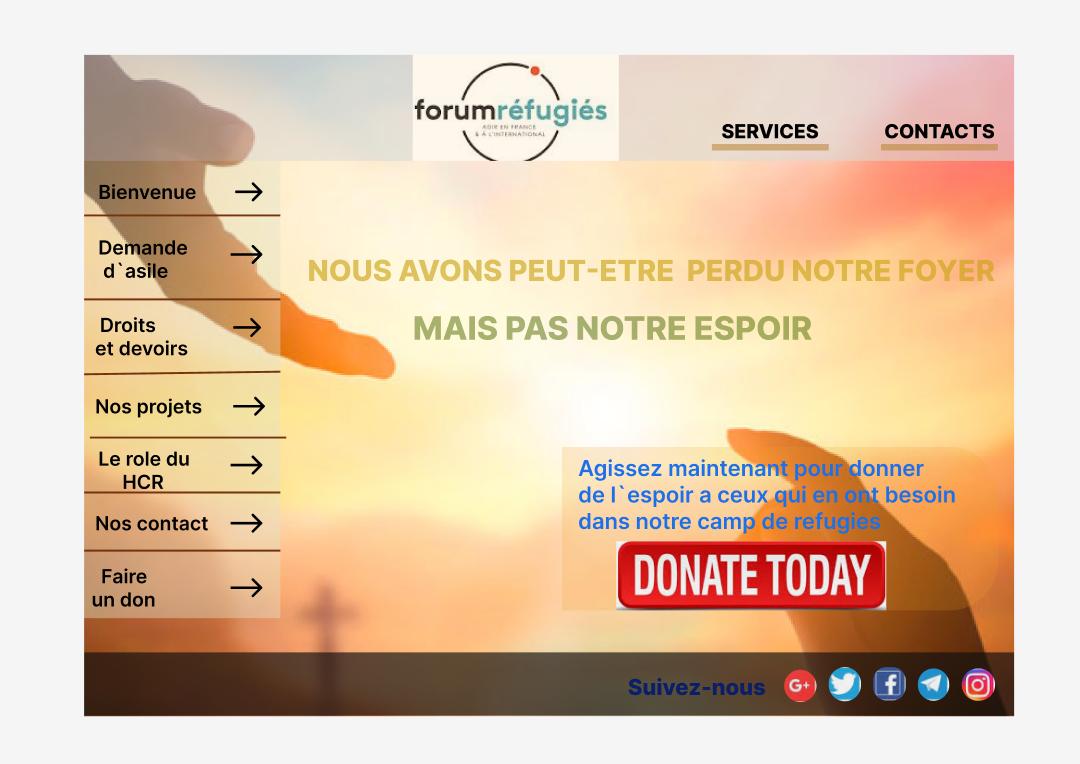 forumréfugiés
AGIR EN FRANCE
& À L'INTERNATIONAL
SERVICES
CONTACTS
Bienvenue
Demande
d`asile
Droits
et devoirs
Nos projets
Le role du
HCR
Nos contact
Faire
un don
NOUS AVONS PEUT-ETRE PERDU NOTRE FOYER
MAIS PAS NOTRE ESPOIR
Agissez maintenant pour donner
de l`espoir a ceux qui en ont besoin
dans notre camp de refugies
DONATE TODAY
Suivez-nous
G+